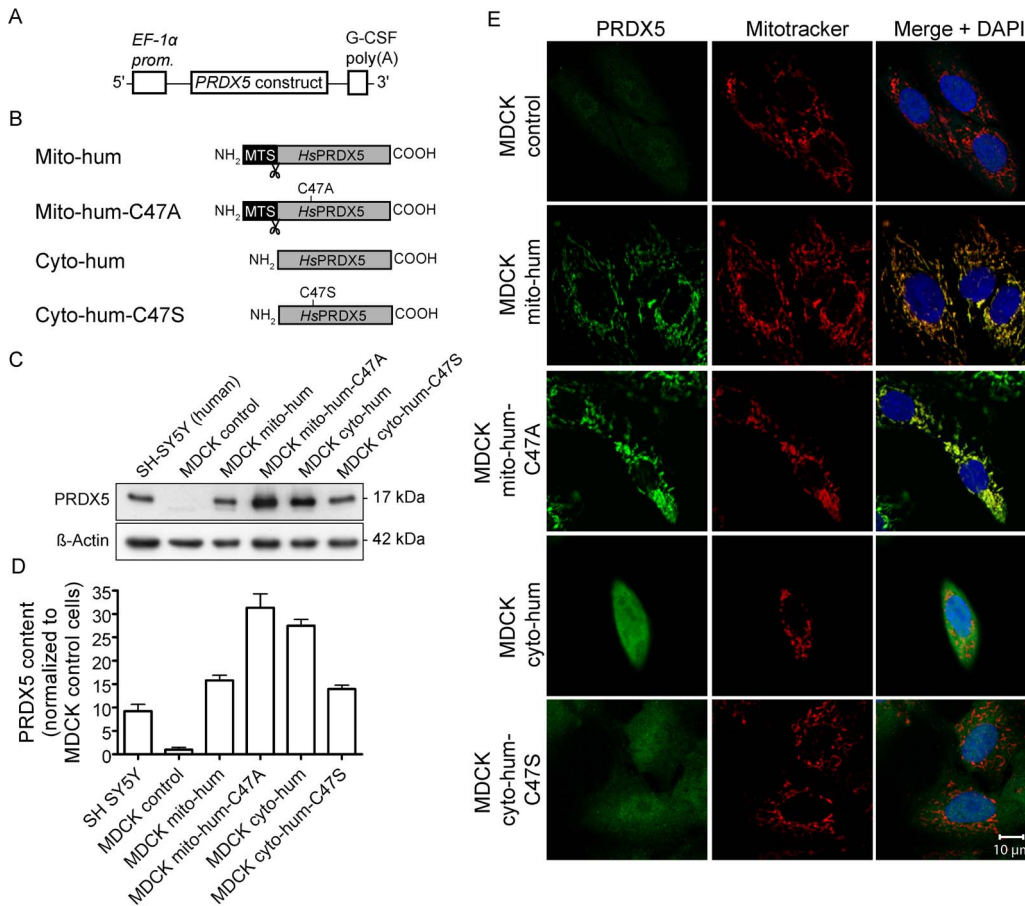 A
EF-1α
prom.
G-CSF
poly(A)
5'
PRDX5 construct
3'
B
Mito-hum
NH2 MTS HsPRDX5 COOH
C47A
Mito-hum-C47A
NH2 MTS HsPRDX5 COOH
Cyto-hum
NH2 HsPRDX5 COOH
C47S
Cyto-hum-C47S
NH2 HsPRDX5 COOH
C
SH-SY5Y (human)
MDCK control
MDCK mito-hum
MDCK mito-hum-C47A
MDCK cyto-hum
MDCK cyto-hum-C47S
PRDX5
- 17 kDa
ß-Actin
- 42 kDa
D
PRDX5 content
(normalized to
MDCK control cells)
35
30
25
20
15
10
5
0
SH SY5Y
MDCK control
MDCK mito-hum
MDCK mito-hum-C47A
MDCK cyto-hum
MDCK cyto-hum-C47S
E
PRDX5
Mitotracker
Merge + DAPI
MDCK
control
MDCK
mito-hum
MDCK
mito-hum-
C47A
MDCK
cyto-hum
MDCK
cyto-hum-
C47S
10 µm